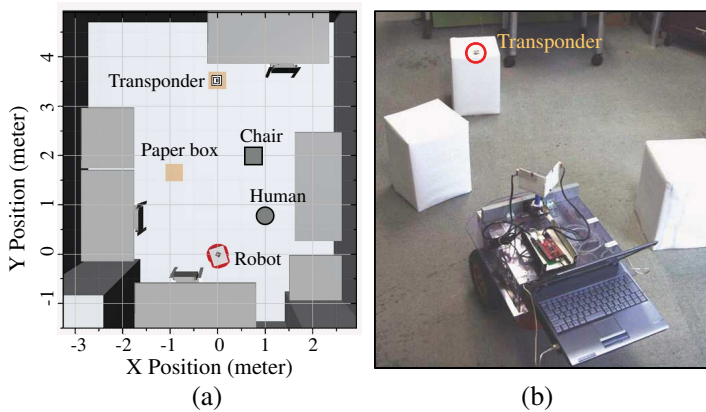 5
4
3
2
1
0
-1
Y Position (meter)
Transponder
Chair
Paper box
Human
Robot
-3 -2 -1 0 1 2
X Position (meter)
(a)
Transponder
(b)